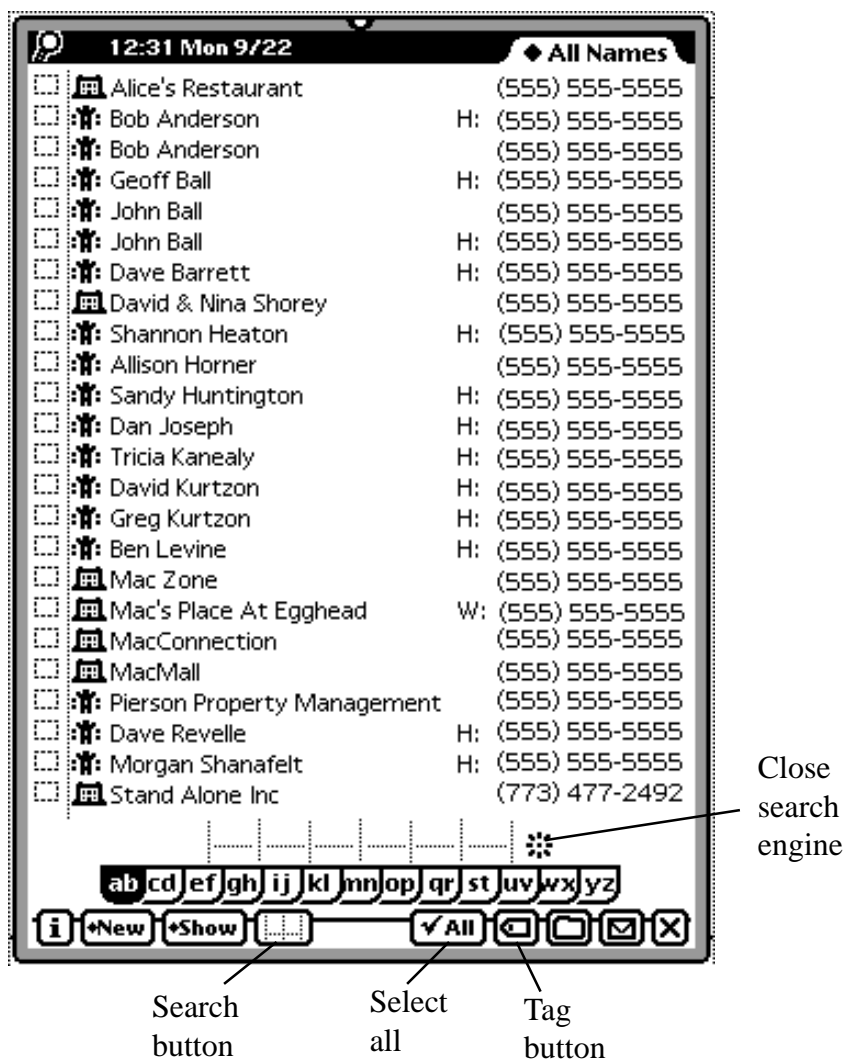 12:31 Mon 9/22 ◆ All Names
Alice's Restaurant (555) 555-5555
Bob Anderson H: (555) 555-5555
Bob Anderson (555) 555-5555
Geoff Ball H: (555) 555-5555
John Ball (555) 555-5555
John Ball H: (555) 555-5555
Dave Barrett H: (555) 555-5555
David & Nina Shorey (555) 555-5555
Shannon Heaton H: (555) 555-5555
Allison Horner (555) 555-5555
Sandy Huntington H: (555) 555-5555
Dan Joseph H: (555) 555-5555
Tricia Kanealy H: (555) 555-5555
David Kurtzon H: (555) 555-5555
Greg Kurtzon H: (555) 555-5555
Ben Levine H: (555) 555-5555
Mac Zone (555) 555-5555
Mac's Place At Egghead W: (555) 555-5555
MacConnection (555) 555-5555
MacMall (555) 555-5555
Pierson Property Management (555) 555-5555
Dave Revelle H: (555) 555-5555
Morgan Shanafelt H: (555) 555-5555
Stand Alone Inc (773) 477-2492
Close
search
engine
ab cd ef gh ij kl mn op qr st uv wx yz
i ◆New ◆Show ✓All X
Search
button
Select
all
Tag
button